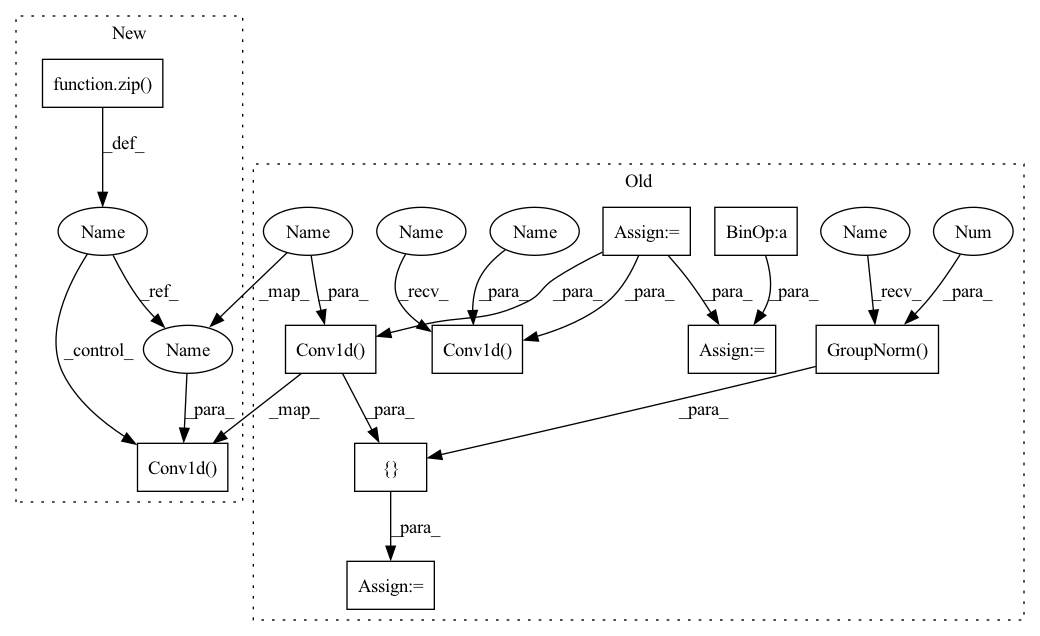 New
function.zip()
_def_
Old
Name
Name
Name
Name
Assign:=
BinOp:a
Name
Num
_ref_
_map_
_para_
_recv_
_para_
_para_
_para_
_para_
_para_
_recv_
_para_
_control_
Name
Conv1d()
Conv1d()
Assign:=
GroupNorm()
_para_
_map_
_para_
_para_
Conv1d()
{}
_para_
Assign:=